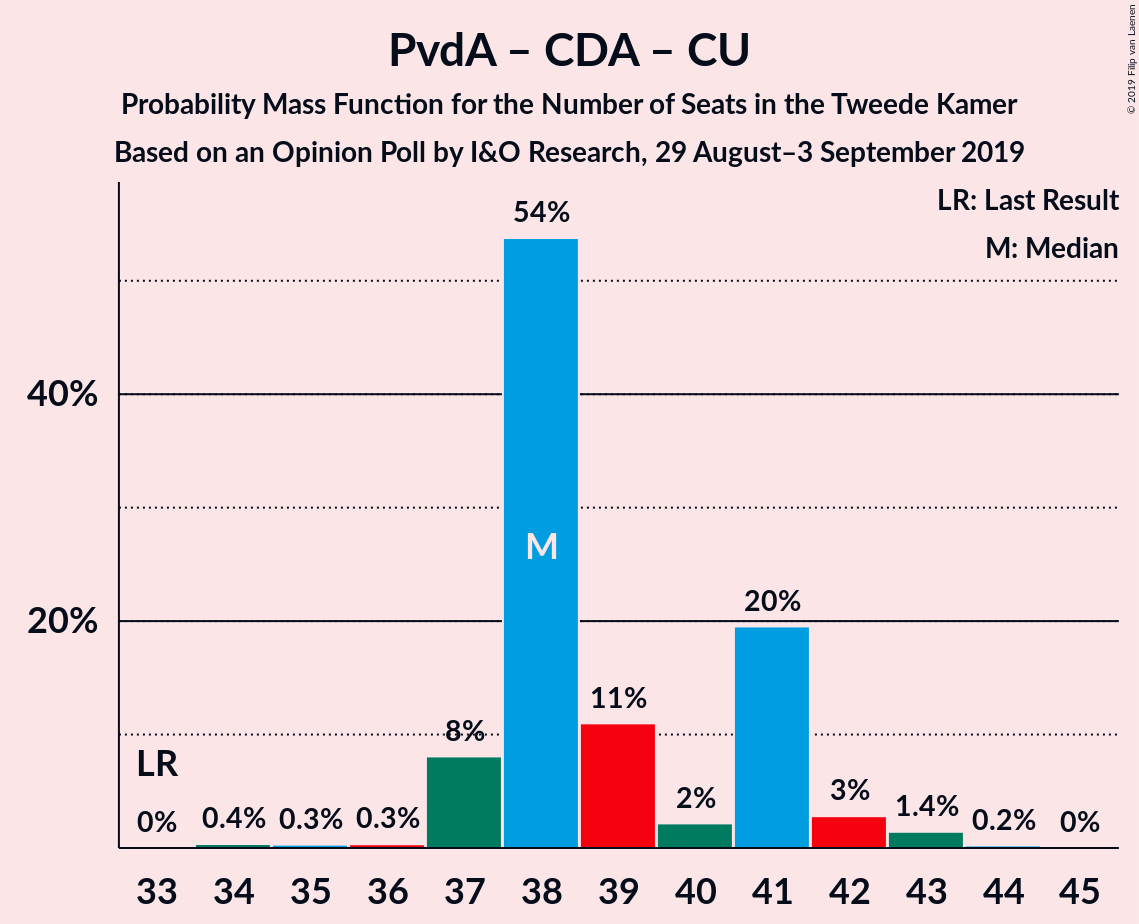 PvdA – CDA – CU
Probability Mass Function for the Number of Seats in the Tweede Kamer
Based on an Opinion Poll by I&O Research, 29 August–3 September 2019
© 2019 Filip van Laenen
LR: Last Result
M: Median
54%
40%
M
20%
20%
11%
8%
LR
2%
3%
1.4%
0%
0.4%
0.3%
0.3%
0.2%
0%
33 34 35 36 37 38 39 40 41 42 43 44 45